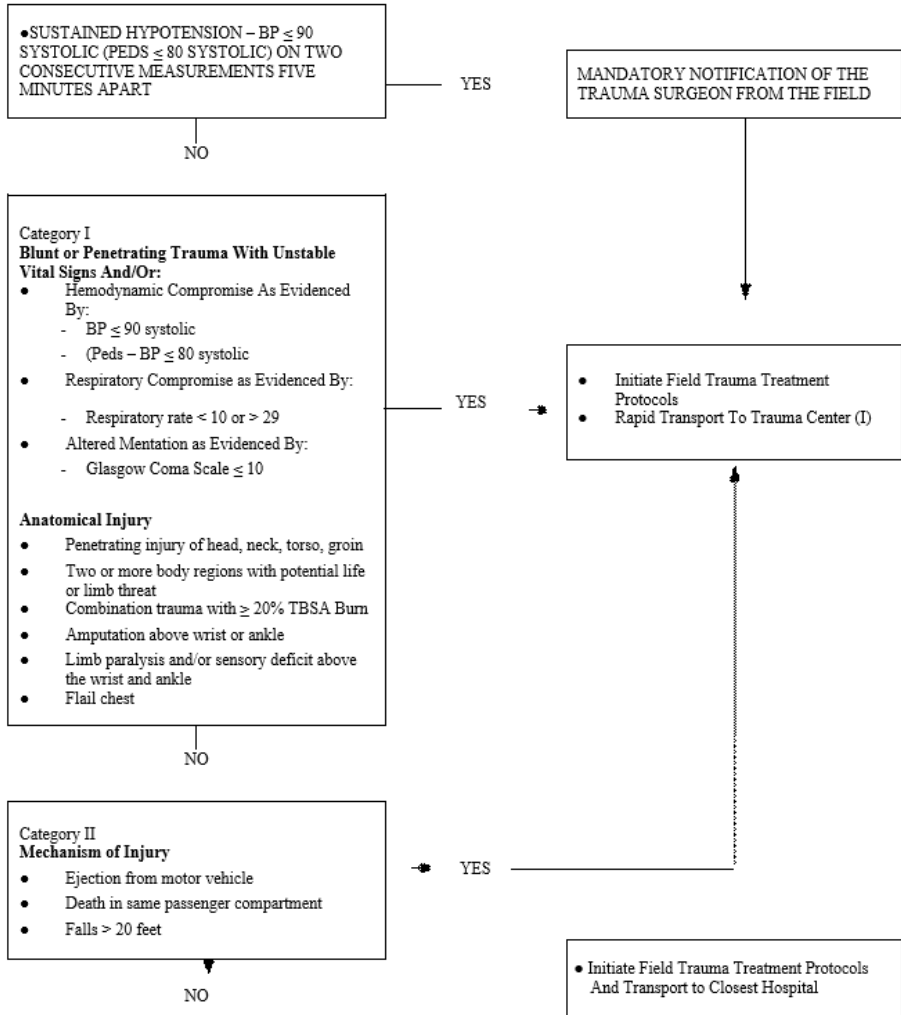 ●SUSTAINED HYPOTENSION – BP ≤ 90
SYSTOLIC (PEDS ≤ 80 SYSTOLIC) ON TWO
CONSECUTIVE MEASUREMENTS FIVE
MINUTES APART
YES
MANDATORY NOTIFICATION OF THE
TRAUMA SURGEON FROM THE FIELD
NO
Category I
Blunt or Penetrating Trauma With Unstable
Vital Signs And/Or:
● Hemodynamic Compromise As Evidenced
By:
- BP ≤ 90 systolic
- (Peds – BP ≤ 80 systolic
● Respiratory Compromise as Evidenced By:
- Respiratory rate < 10 or > 29
● Altered Mentation as Evidenced By:
- Glasgow Coma Scale ≤ 10
Anatomical Injury
● Penetrating injury of head, neck, torso, groin
● Two or more body regions with potential life
or limb threat
● Combination trauma with ≥ 20% TBSA Burn
● Amputation above wrist or ankle
● Limb paralysis and/or sensory deficit above
the wrist and ankle
● Flail chest
YES
● Initiate Field Trauma Treatment
Protocols
● Rapid Transport To Trauma Center (I)
NO
Category II
Mechanism of Injury
● Ejection from motor vehicle
● Death in same passenger compartment
● Falls > 20 feet
YES
NO
● Initiate Field Trauma Treatment Protocols
And Transport to Closest Hospital